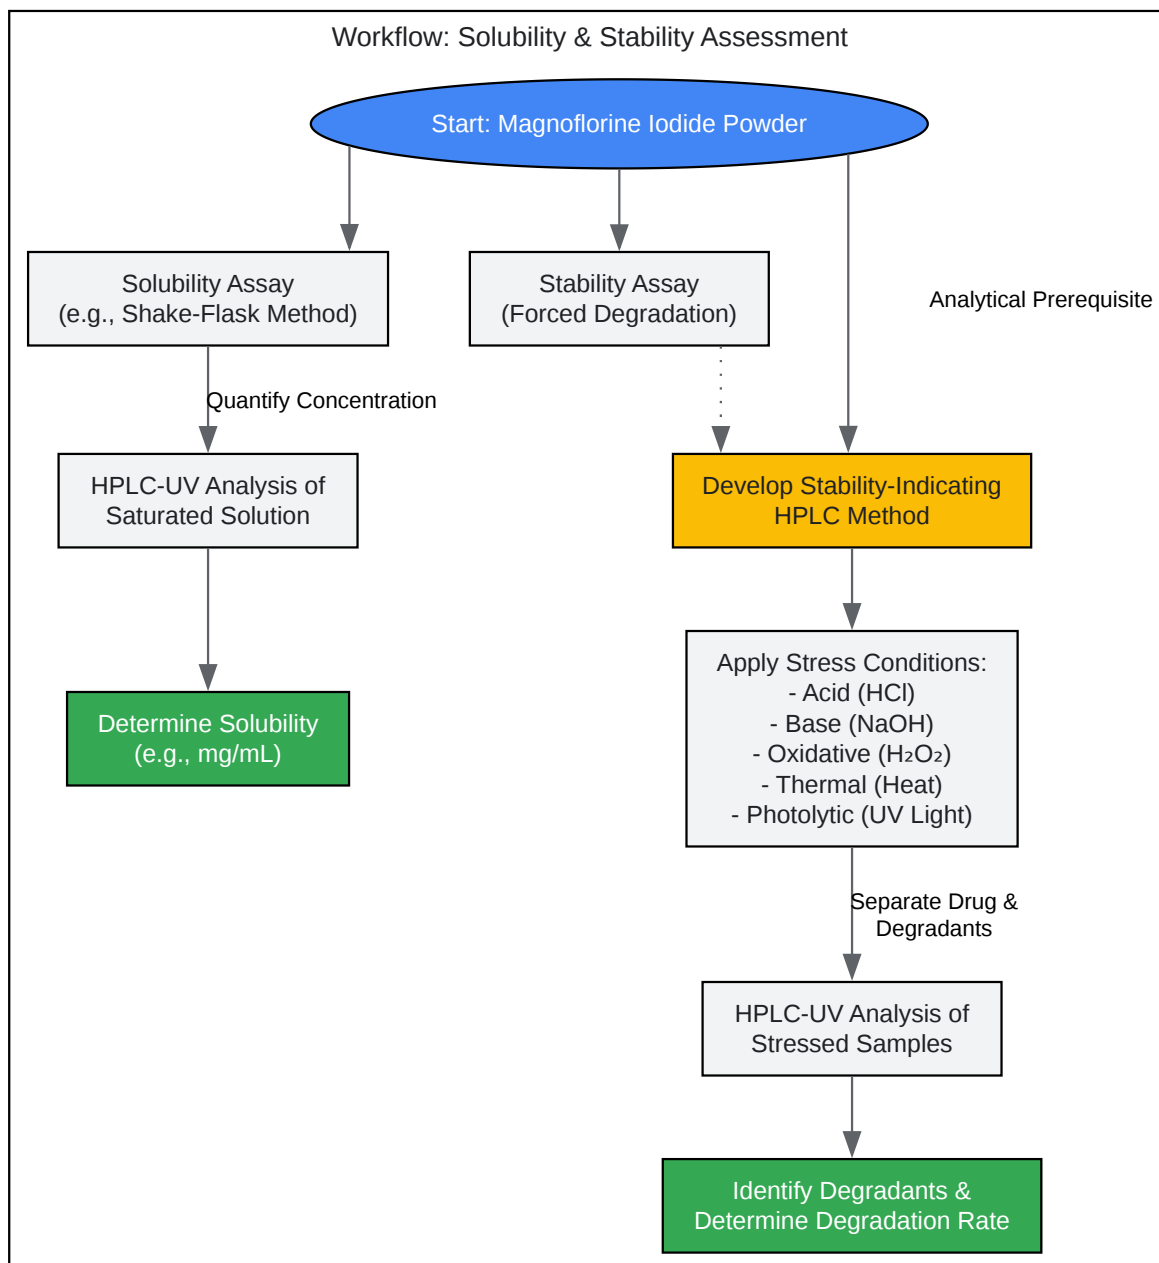 Workflow: Solubility & Stability Assessment
Start: Magnoflorine Iodide Powder
Solubility Assay
(e.g., Shake-Flask Method)
Stability Assay
(Forced Degradation)
Analytical Prerequisite
Quantify Concentration
HPLC-UV Analysis of
Saturated Solution
Develop Stability-Indicating
HPLC Method
Determine Solubility
(e.g., mg/mL)
Apply Stress Conditions:
- Acid (HCl)
- Base (NaOH)
- Oxidative (H₂O₂)
- Thermal (Heat)
- Photolytic (UV Light)
Separate Drug &
Degradants
HPLC-UV Analysis of
Stressed Samples
Identify Degradants &
Determine Degradation Rate